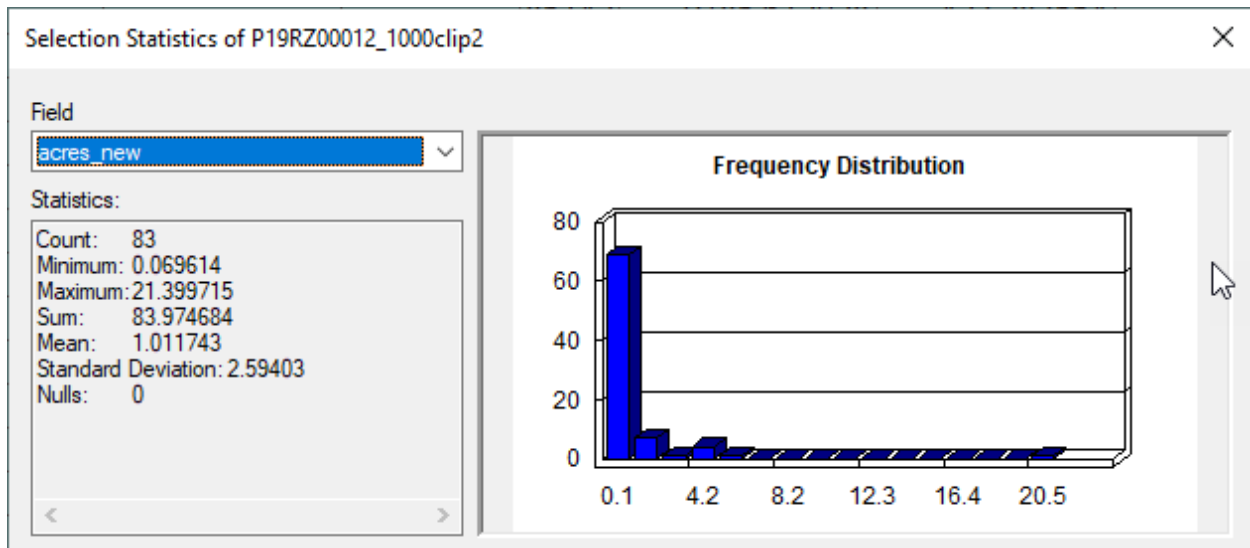 Selection Statistics of P19RZ00012_1000clip2
Field
acres_new
Statistics:
Count: 83
Minimum: 0.069614
Maximum: 21.399715
Sum: 83.974684
Mean: 1.011743
Standard Deviation: 2.59403
Nulls: 0
Frequency Distribution
80
60
40
20
0
0.1 4.2 8.2 12.3 16.4 20.5